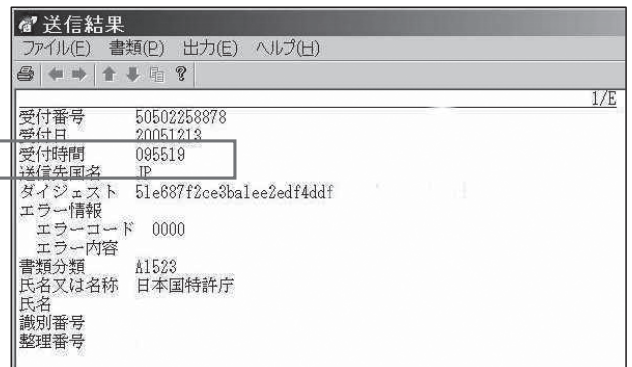 送信結果
ファイル(F) 書類(P) 出力(E) ヘルプ(H)
1/E
受付番号 50502258878
受付日 20051213
受付時間 095519
送信先国名 JP
ダイジェスト 51e687f2ce3ba1ee2edf4ddf
エラー情報
エラーコード 0000
エラー内容
書類分類 A1523
氏名又は名称 日本国特許庁
氏名
識別番号
整理番号